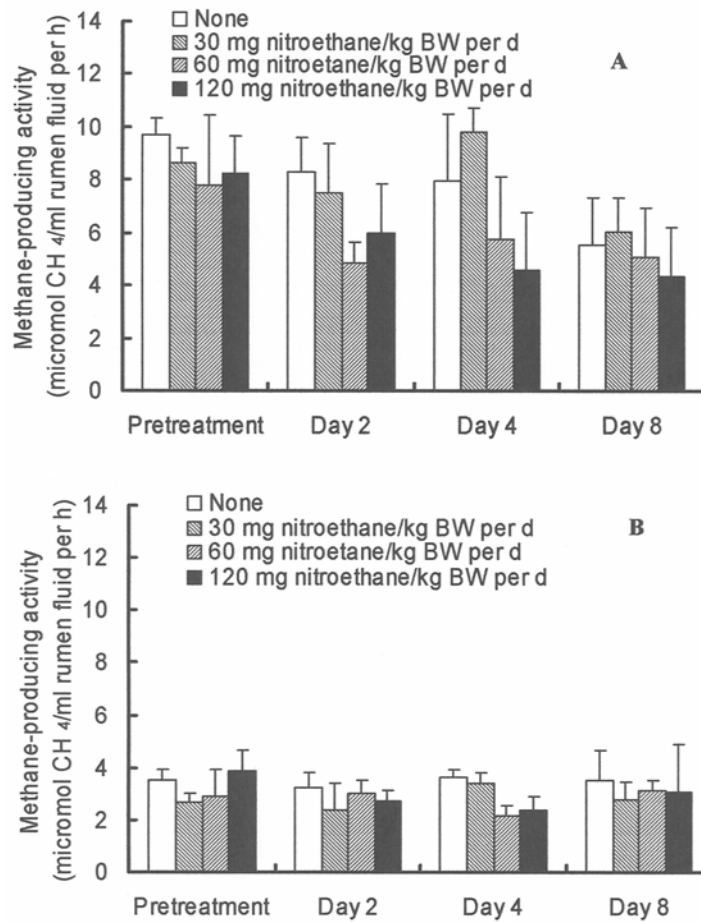 14
12
10
8
6
4
2
0
Methane-producing activity
(micromol CH 4/ml rumen fluid per h)
None
30 mg nitroethane/kg BW per d
60 mg nitroetane/kg BW per d
120 mg nitroethane/kg BW per d
A
Pretreatment Day 2 Day 4 Day 8
14
12
10
8
6
4
2
0
Methane-producing activity
(micromol CH 4/ml rumen fluid per h)
None
30 mg nitroethane/kg BW per d
60 mg nitroetane/kg BW per d
120 mg nitroethane/kg BW per d
B
Pretreatment Day 2 Day 4 Day 8